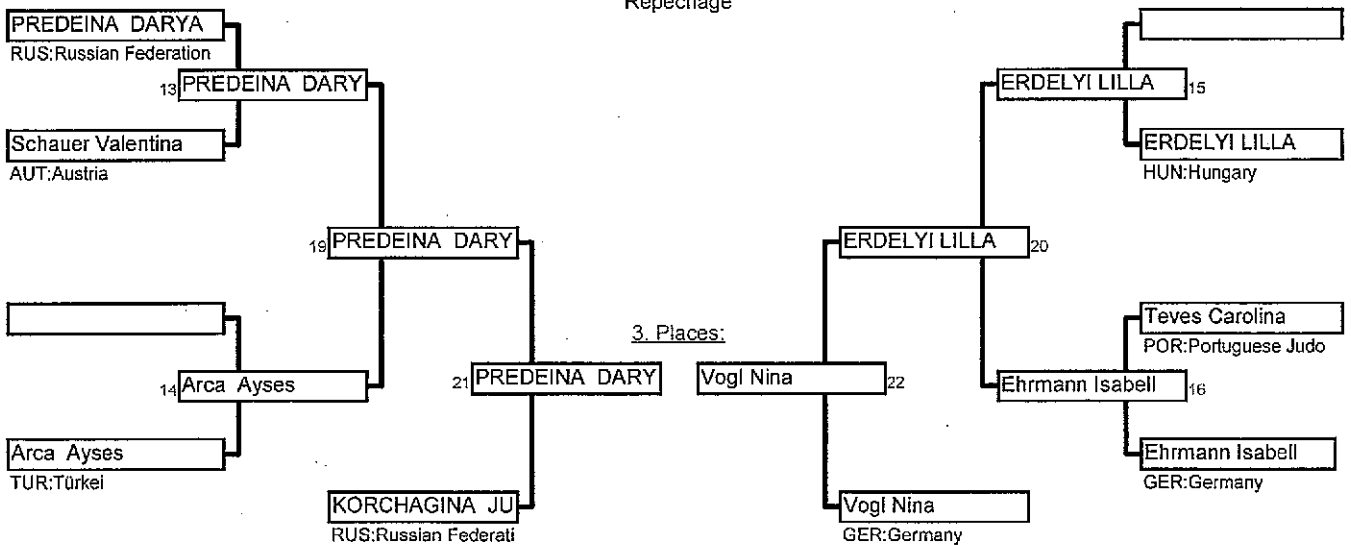 Repechage
PREDEINA DARYA
RUS:Russian Federation
13 PREDEINA DARY
Schauer Valentina
AUT:Austria
19 PREDEINA DARY
14 Arca Ayses
Arca Ayses
TUR:Türkei
3. Places:
21 PREDEINA DARY
KORCHAGINA JU
RUS:Russian Federati
ERDELYI LILLA 15
ERDELYI LILLA
HUN:Hungary
ERDELYI LILLA 20
Teves Carolina
POR:Portuguese Judo
Vogl Nina 22
Ehrmann Isabell 16
Ehrmann Isabell
GER:Germany
Vogl Nina
GER:Germany